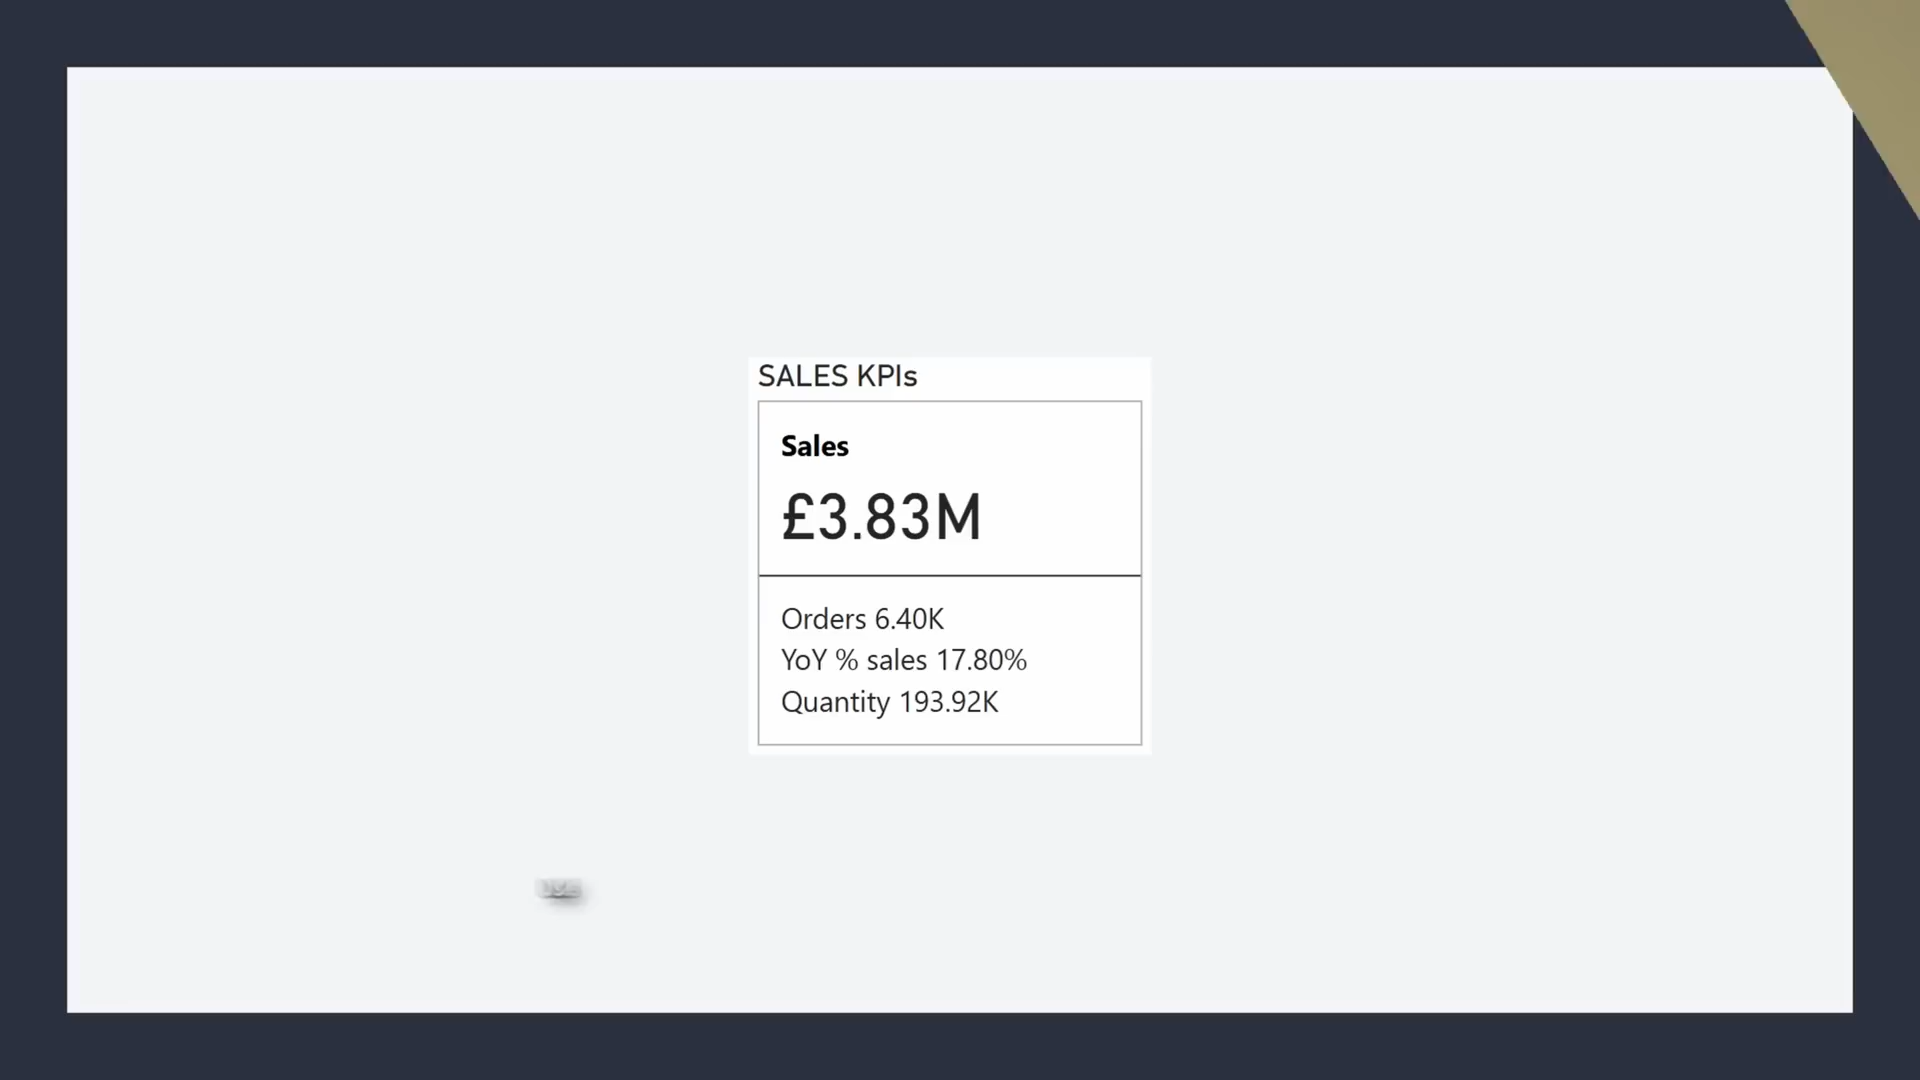 SALES KPIs
Sales
£3.83M
Orders 6.40K
YoY % sales 17.80%
Quantity 193.92K